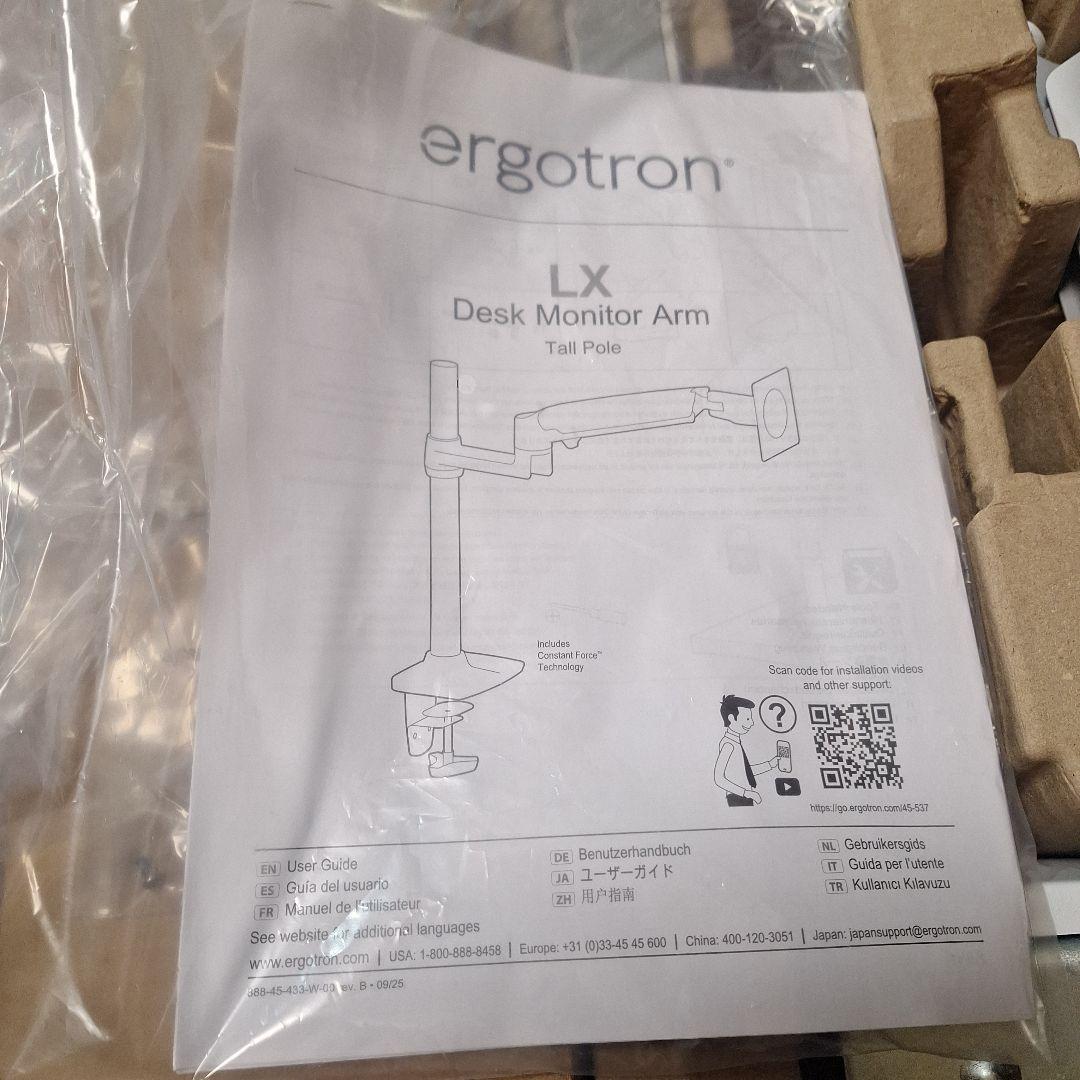 ergotron®
LX
Desk Monitor Arm
Tall Pole
Includes
Constant Force™
Technology
Scan code for installation videos
and other support:
?
https://go.ergotron.com/45-537
EN User Guide
ES Guía del usuario
FR Manuel de l'utilisateur
DE Benutzerhandbuch
JA ユーザーガイド
ZH 用户指南
NL Gebruikersgids
IT Guida per l'utente
TR Kullanıcı Kılavuzu
See website for additional languages
www.ergotron.com | USA: 1-800-888-8458 | Europe: +31 (0)33-45 45 600 | China: 400-120-3051 | Japan: japansupport@ergotron.com
888-45-433-W-00 rev. B • 09/25